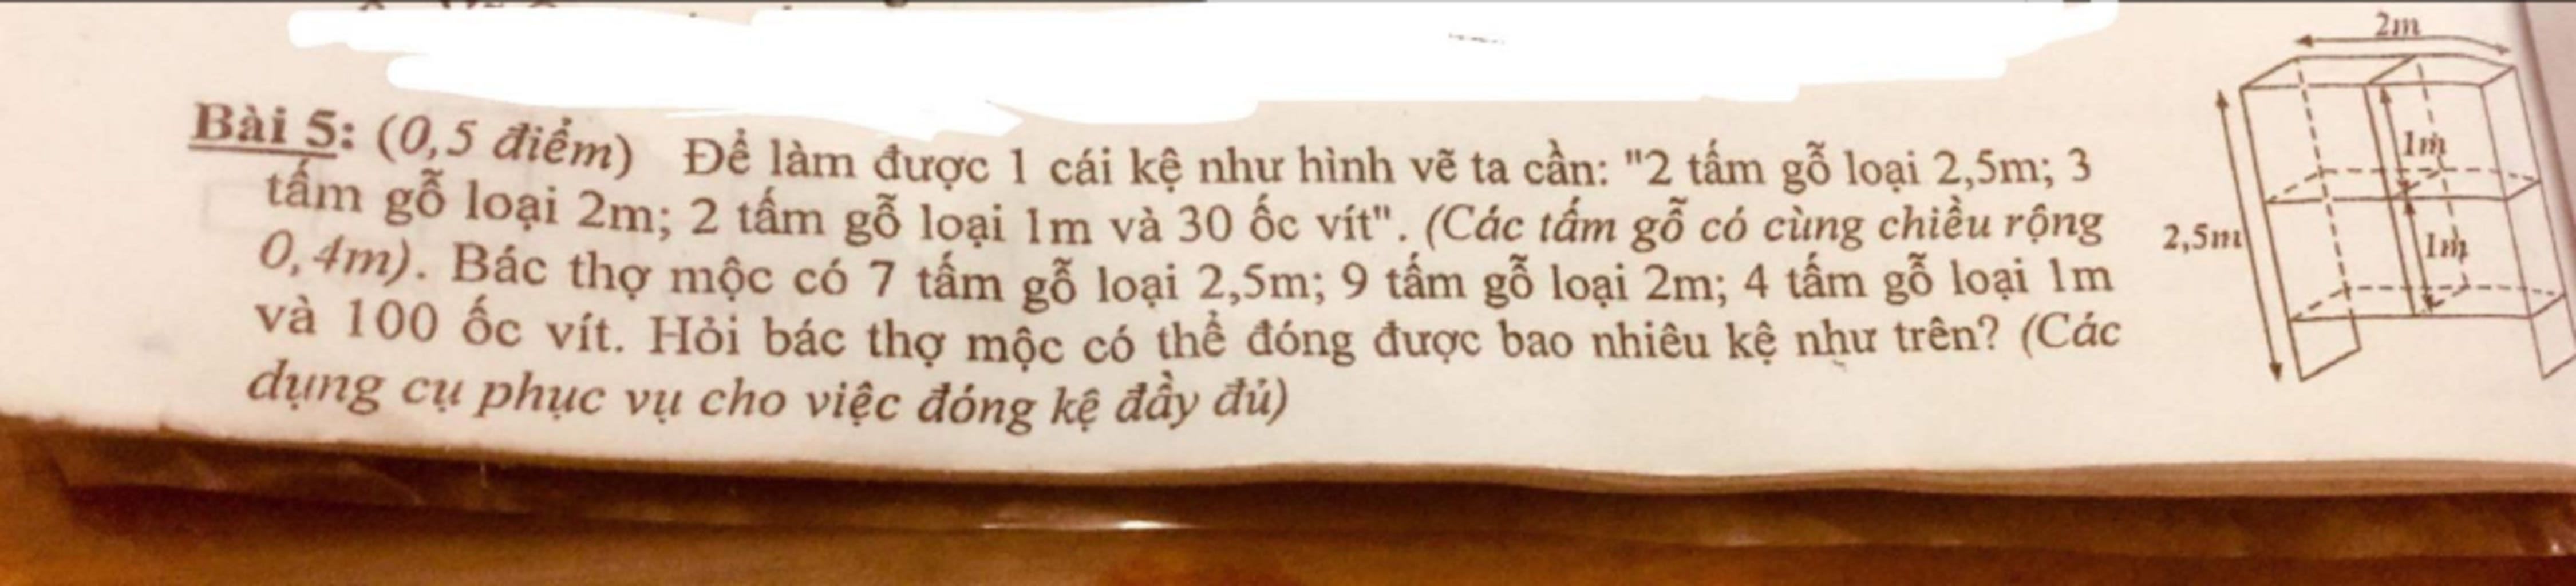 Bài 5: (0,5 điểm) Để làm được 1 cái kệ như hình vẽ ta cần: "2 tấm gỗ loại 2,5m; 3
tấm gỗ loại 2m; 2 tấm gỗ loại 1m và 30 ốc vít". (Các tấm gỗ có cùng chiều rộng
0,4m). Bác thợ mộc có 7 tấm gỗ loại 2,5m; 9 tấm gỗ loại 2m; 4 tấm gỗ loại 1m
và 100 ốc vít. Hỏi bác thợ mộc có thể đóng được bao nhiêu kệ như trên? (Các
dụng cụ phục vụ cho việc đóng kệ đầy đủ)
2m
1m
2,5m
1m